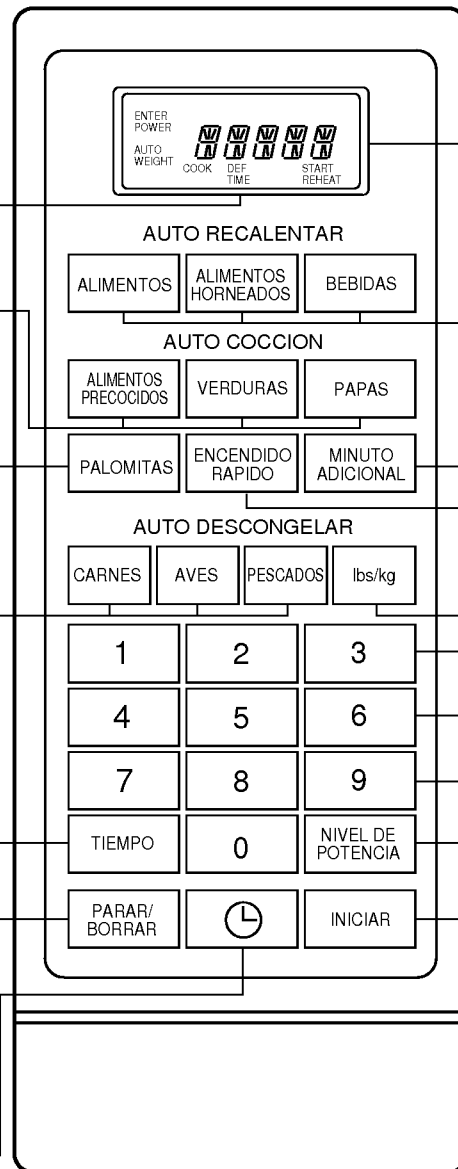 ENTER
POWER
AUTO
WEIGHT
COOK DEF START
TIME REHEAT
AUTO RECALENTAR
ALIMENTOS
ALIMENTOS
HORNEADOS
BEBIDAS
AUTO COCCION
ALIMENTOS
PRECOCIDOS
VERDURAS
PAPAS
PALOMITAS
ENCENDIDO
RAPIDO
MINUTO
ADICIONAL
AUTO DESCONGELAR
CARNES
AVES
PESCADOS
lbs/kg
1
2
3
4
5
6
7
8
9
TIEMPO
0
NIVEL DE
POTENCIA
PARAR/
BORRAR
INICIAR